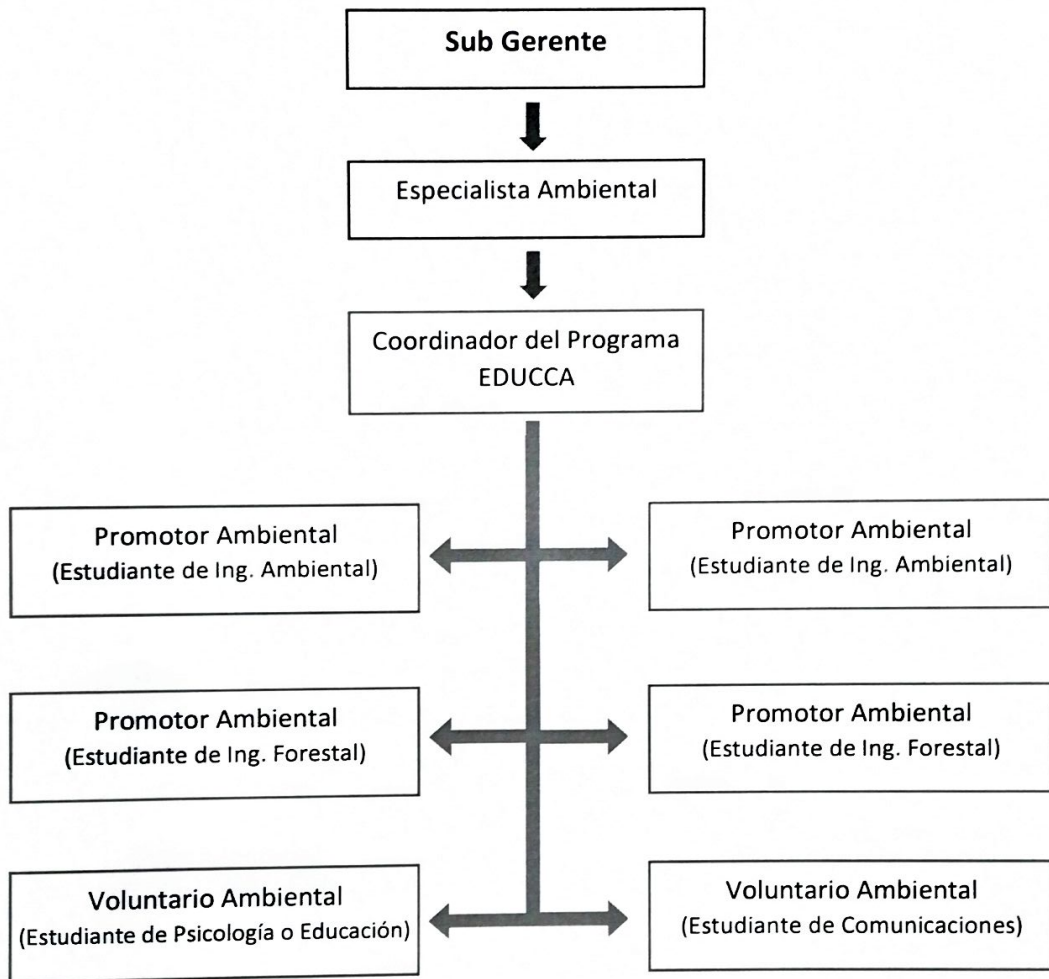 Sub Gerente
Especialista Ambiental
Coordinador del Programa
EDUCCA
Promotor Ambiental
(Estudiante de Ing. Ambiental)
Promotor Ambiental
(Estudiante de Ing. Ambiental)
Promotor Ambiental
(Estudiante de Ing. Forestal)
Promotor Ambiental
(Estudiante de Ing. Forestal)
Voluntario Ambiental
(Estudiante de Psicología o Educación)
Voluntario Ambiental
(Estudiante de Comunicaciones)